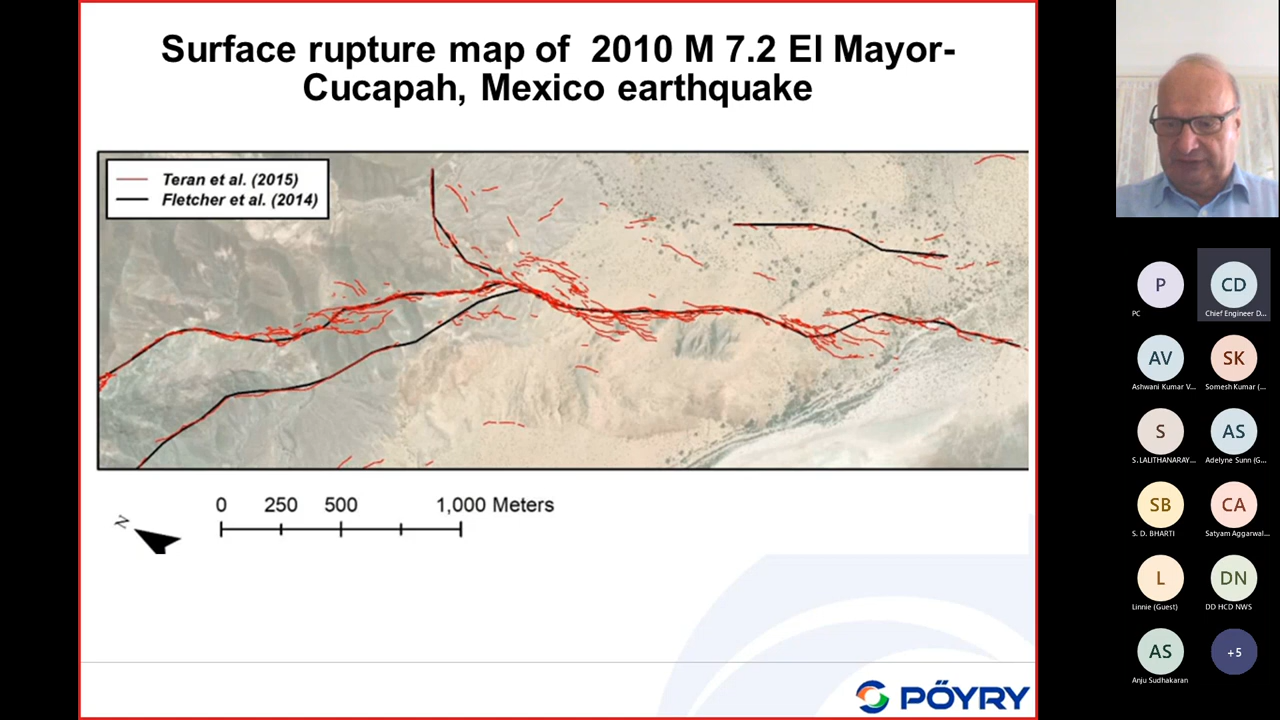 Surface rupture map of 2010 M 7.2 El Mayor-
Cucapah, Mexico earthquake
Teran et al. (2015)
Fletcher et al. (2014)
N
0 250 500 1,000 Meters
PÖYRY
P
PC
CD
Chief Engineer D...
AV
Ashwani Kumar V...
SK
Somesh Kumar (...
S
S. LALITHANARAY...
AS
Adelyne Sunn (G...
SB
S. D. BHARTI
CA
Satyam Aggarwal...
L
Linnie (Guest)
DN
DD HCD NWS
AS
Anju Sudhakaran
+5